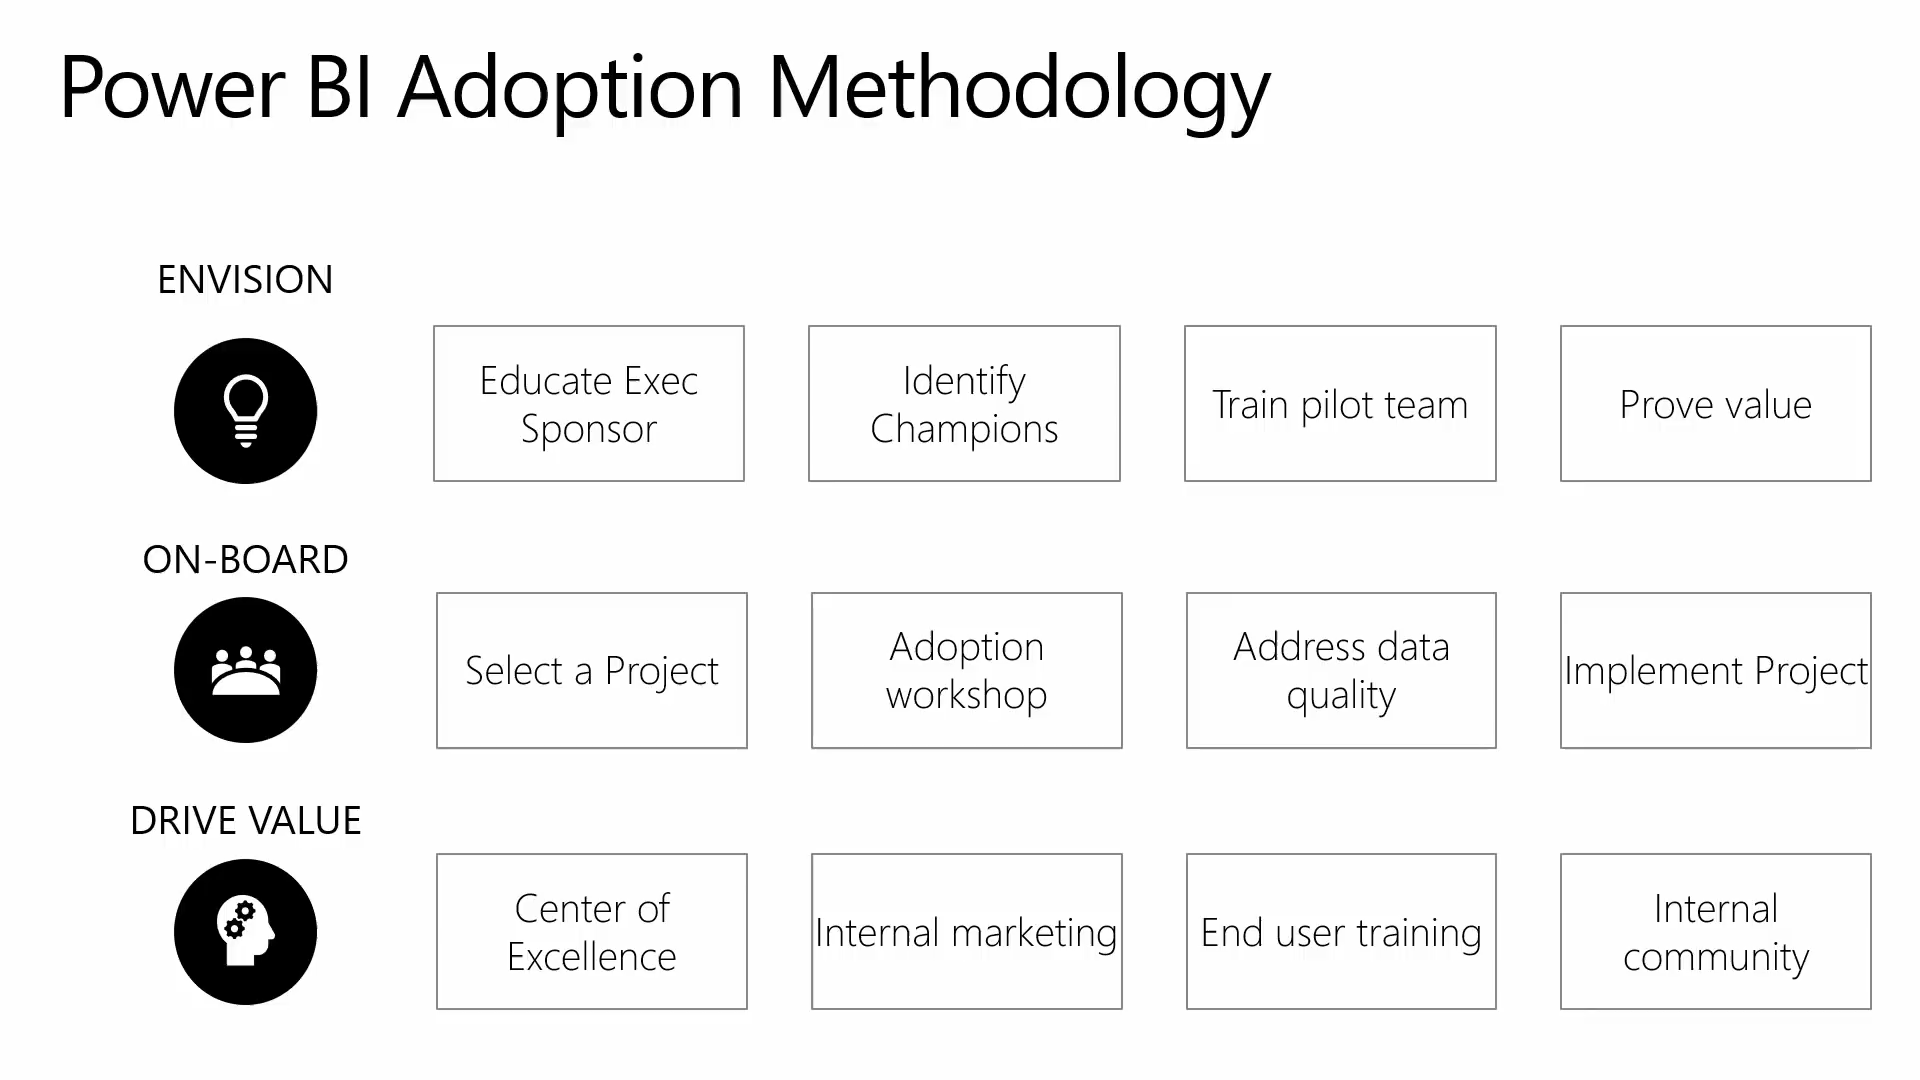 Power BI Adoption Methodology
ENVISION
Educate Exec
Sponsor
Identify
Champions
Train pilot team
Prove value
ON-BOARD
Select a Project
Adoption
workshop
Address data
quality
Implement Project
DRIVE VALUE
Center of
Excellence
Internal marketing
End user training
Internal
community